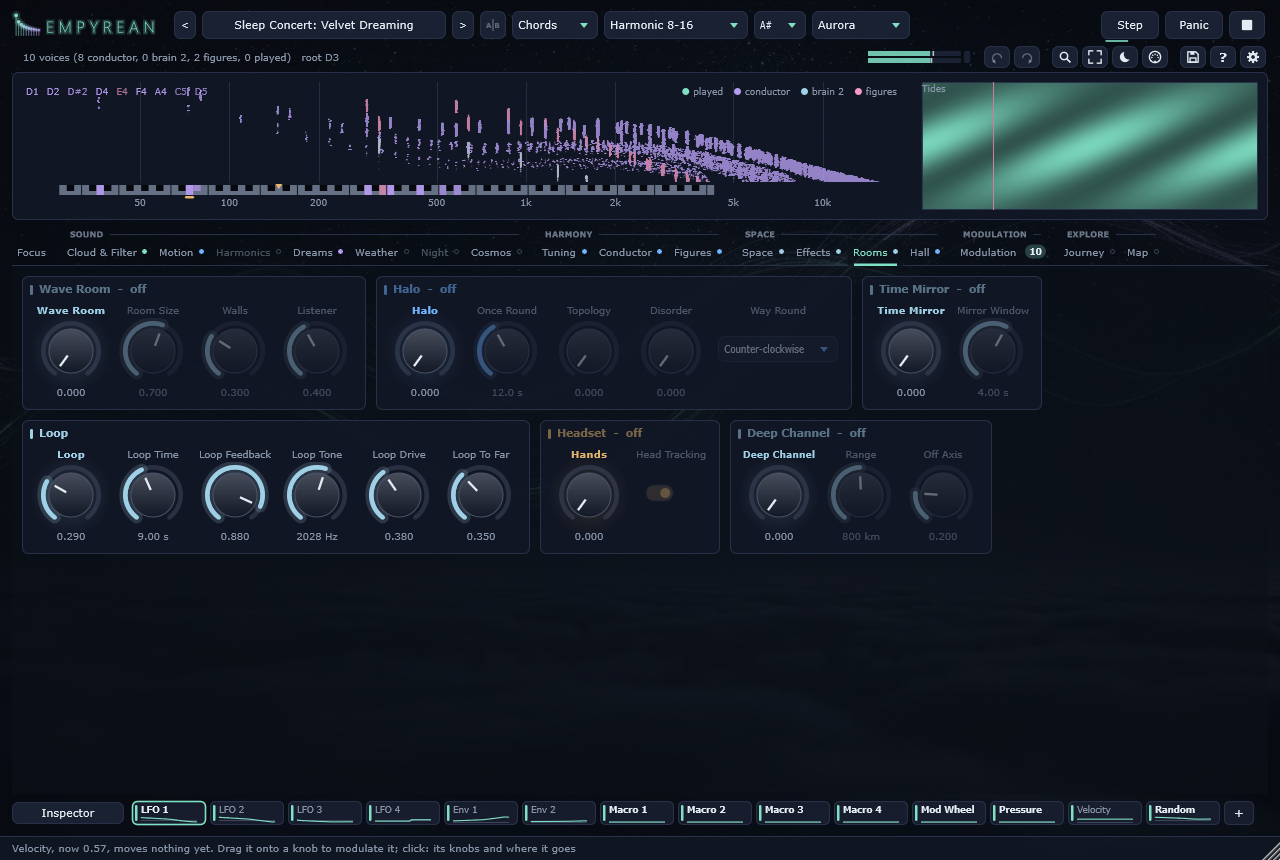 EMPYREAN
<
Sleep Concert: Velvet Dreaming
>
A|B
Chords
Harmonic 8-16
A#
Aurora
Step
Panic
10 voices (8 conductor, 0 brain 2, 2 figures, 0 played) root D3
?
D1 D2 D#2 D4 E4 F4 A4 C5 D5
played conductor brain 2 figures
Tides
50 100 200 500 1k 2k 5k 10k
SOUND HARMONY SPACE MODULATION EXPLORE
Focus Cloud & Filter Motion Harmonics Dreams Weather Night Cosmos Tuning Conductor Figures Space Effects Rooms Hall Modulation 10 Journey Map
Wave Room - off
Wave Room Room Size Walls Listener
0.000 0.700 0.300 0.400
Halo - off
Halo Once Round Topology Disorder Way Round
Counter-clockwise
0.000 12.0 s 0.000 0.000
Time Mirror - off
Time Mirror Mirror Window
0.000 4.00 s
Loop
Loop Loop Time Loop Feedback Loop Tone Loop Drive Loop To Far
0.290 9.00 s 0.880 2028 Hz 0.380 0.350
Headset - off
Hands Head Tracking
0.000
Deep Channel - off
Deep Channel Range Off Axis
0.000 800 km 0.200
Inspector
LFO 1 LFO 2 LFO 3 LFO 4 Env 1 Env 2 Macro 1 Macro 2 Macro 3 Macro 4 Mod Wheel Pressure Velocity Random +
Velocity, now 0.57, moves nothing yet. Drag it onto a knob to modulate it; click: its knobs and where it goes